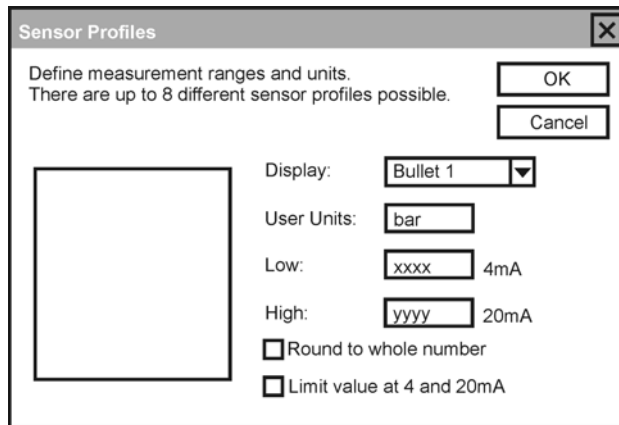 Sensor Profiles
Define measurement ranges and units.
There are up to 8 different sensor profiles possible.
OK
Cancel
Display: Bullet 1
User Units: bar
Low: xxxx 4mA
High: yyyy 20mA
Round to whole number
Limit value at 4 and 20mA